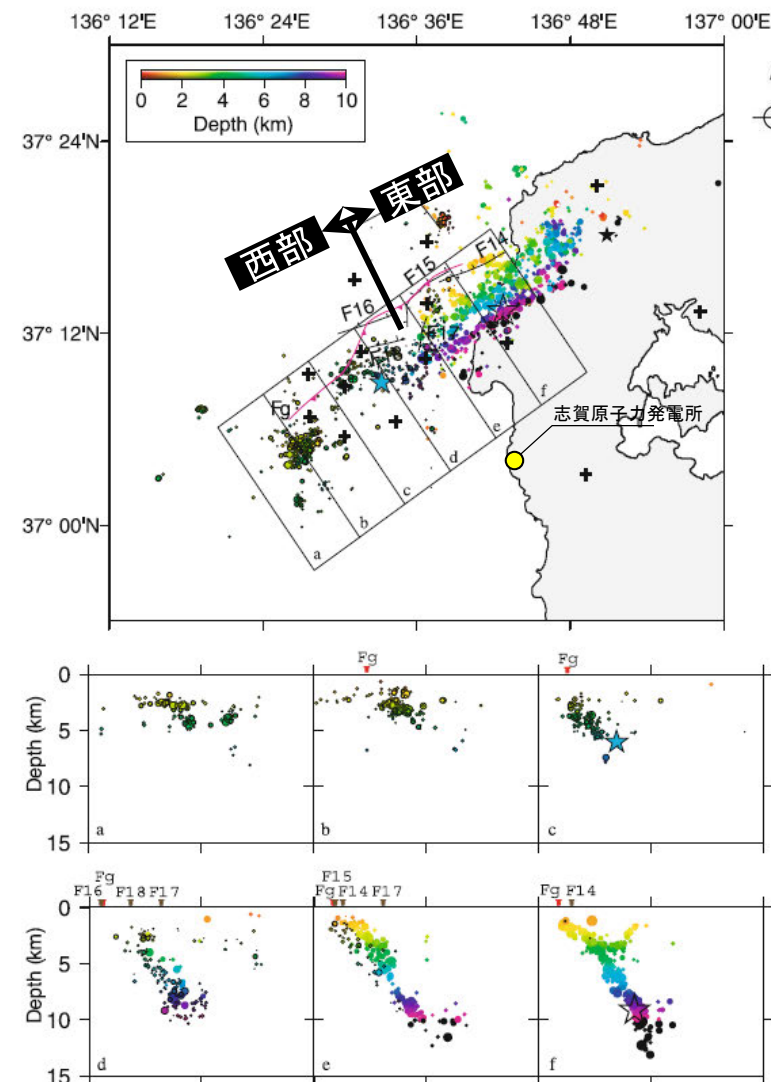 136° 12'E 136° 24'E 136° 36'E 136° 48'E 137° 00'E
0 2 4 6 8 10
Depth (km)
37° 24'N
東部
西部
F14
F15
F16
37° 12'N
F17
Fg
f
志賀原子力発電所
e
d
c
37° 00'N
b
a
Fg Fg
0
5
10
15
Depth (km)
a b c
Fg F15
F16 F18 F17 Fg F14 F17 Fg F14
0
5
10
15
Depth (km)
d e f